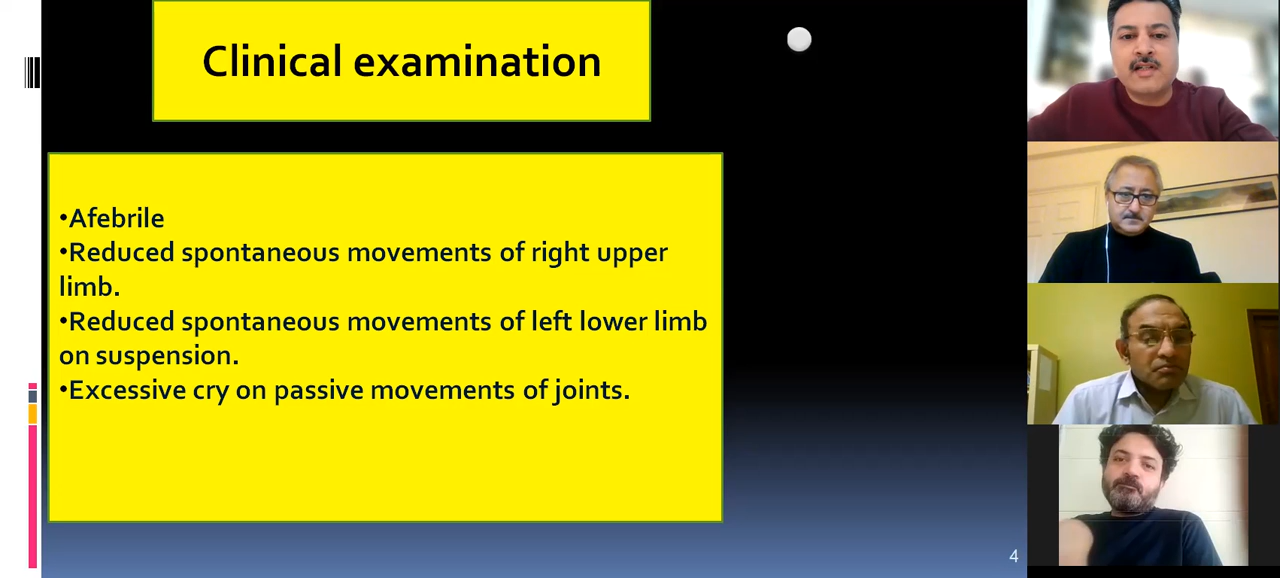 Clinical examination
•Afebrile
•Reduced spontaneous movements of right upper
limb.
•Reduced spontaneous movements of left lower limb
on suspension.
•Excessive cry on passive movements of joints.
4